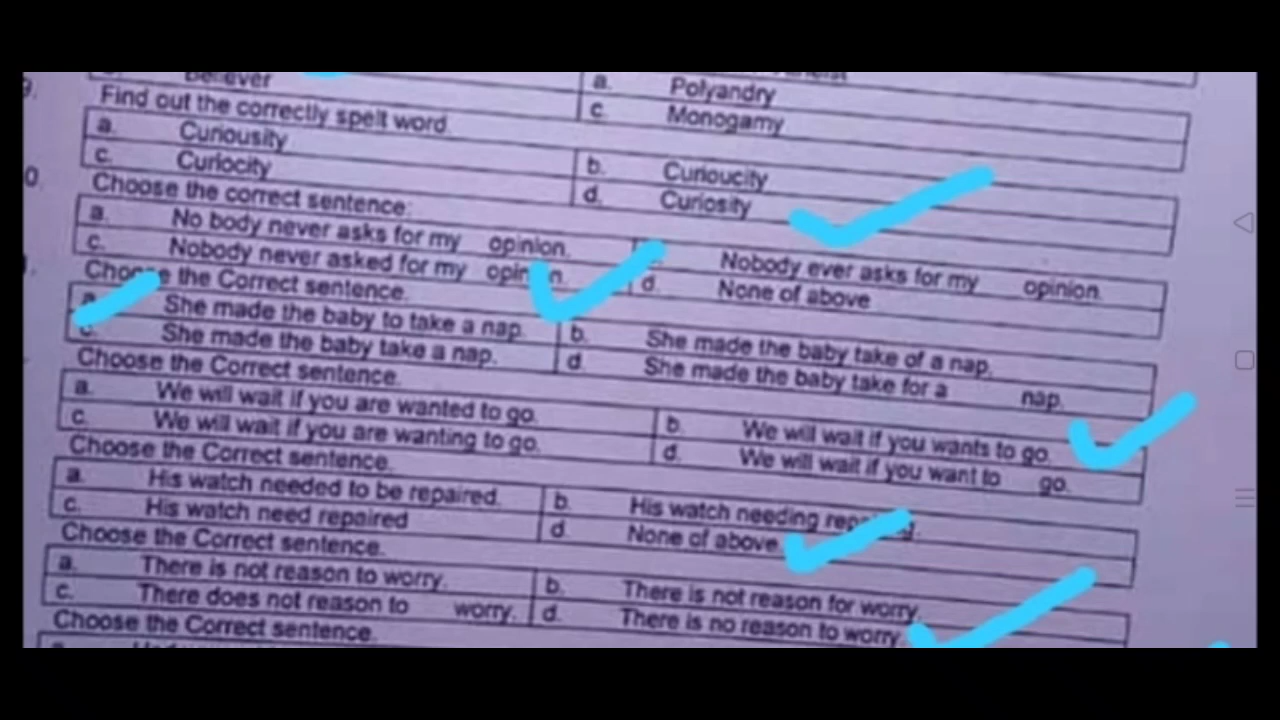 Believer a. Polyandry
c. Monogamy
9. Find out the correctly spelt word.
a. Curiousity b. Curioucity
c. Curiocity d. Curiosity
0. Choose the correct sentence:
a. No body never asks for my opinion. Nobody ever asks for my opinion.
c. Nobody never asked for my d. None of above
Choose the Correct sentence.
a. She made the baby to take a nap. b. She made the baby take of a nap.
c. She made the baby take a nap. d. She made the baby take for a nap.
Choose the Correct sentence.
a. We will wait if you are wanted to go. b. We will wait if you wants to go.
c. We will wait if you are wanting to go. d. We will wait if you want to go.
Choose the Correct sentence.
a. His watch needed to be repaired. b. His watch needing
c. His watch need repaired d. None of above
Choose the Correct sentence.
a. There is not reason to worry. b. There is not reason for worry.
c. There does not reason to worry. d. There is no reason to worry
Choose the Correct sentence.